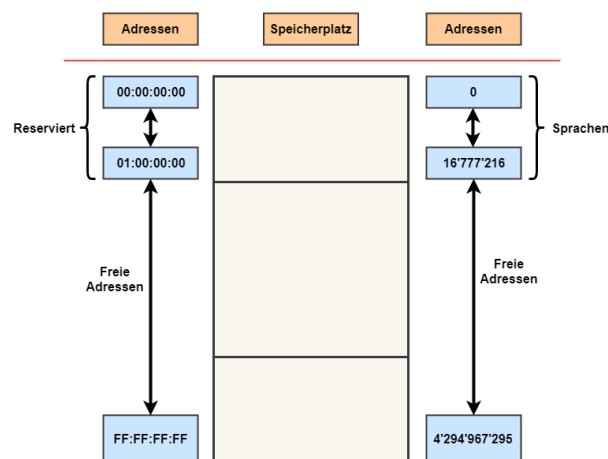 Adressen
Speicherplatz
Adressen
00:00:00:00
0
Reserviert
Sprachen
01:00:00:00
16'777'216
Freie
Adressen
Freie
Adressen
FF:FF:FF:FF
4'294'967'295